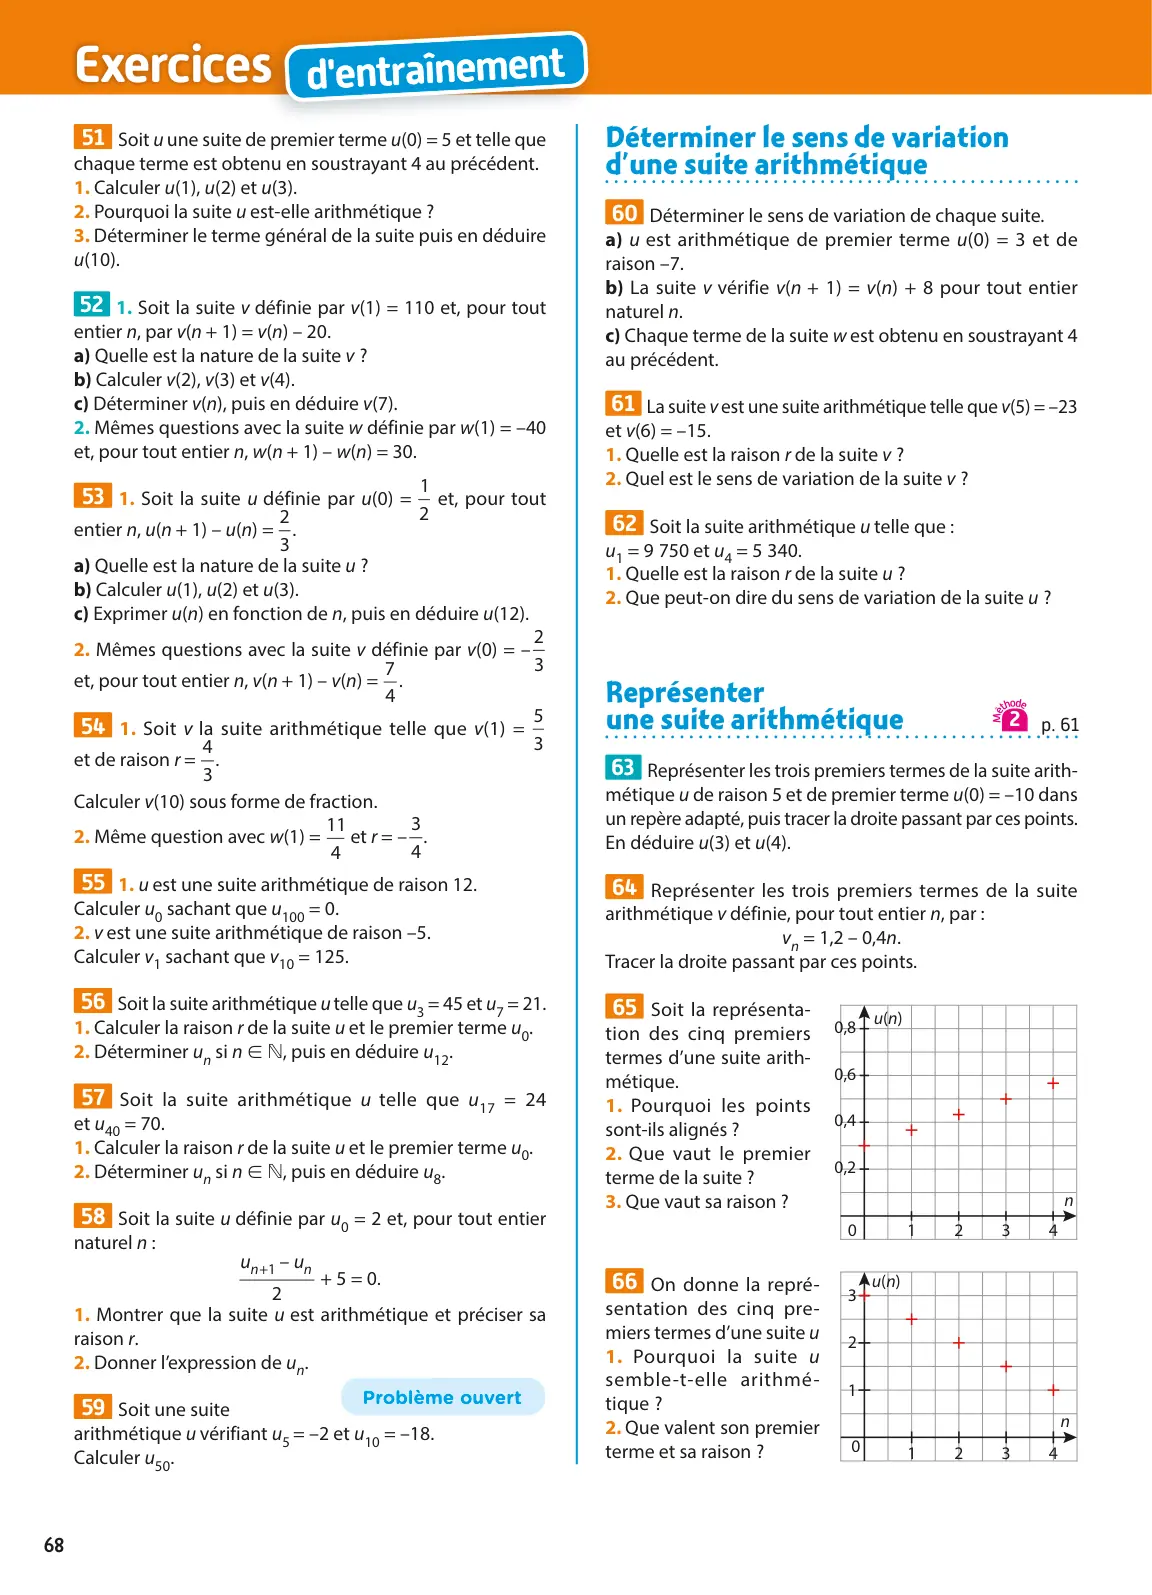 Exercices d'entraînement
51 Soit u une suite de premier terme u(0) = 5 et telle que
chaque terme est obtenu en soustrayant 4 au précédent.
1. Calculer u(1), u(2) et u(3).
2. Pourquoi la suite u est-elle arithmétique ?
3. Déterminer le terme général de la suite puis en déduire
u(10).
52 1. Soit la suite v définie par v(1) = 110 et, pour tout
entier n, par v(n + 1) = v(n) – 20.
a) Quelle est la nature de la suite v ?
b) Calculer v(2), v(3) et v(4).
c) Déterminer v(n), puis en déduire v(7).
2. Mêmes questions avec la suite w définie par w(1) = –40
et, pour tout entier n, w(n + 1) – w(n) = 30.
53 1. Soit la suite u définie par u(0) = 1/2 et, pour tout
entier n, u(n + 1) – u(n) = 2/3.
a) Quelle est la nature de la suite u ?
b) Calculer u(1), u(2) et u(3).
c) Exprimer u(n) en fonction de n, puis en déduire u(12).
2. Mêmes questions avec la suite v définie par v(0) = –2/3
et, pour tout entier n, v(n + 1) – v(n) = 7/4.
54 1. Soit v la suite arithmétique telle que v(1) = 5/3
et de raison r = 4/3.
Calculer v(10) sous forme de fraction.
2. Même question avec w(1) = 11/4 et r = –3/4.
55 1. u est une suite arithmétique de raison 12.
Calculer u₀ sachant que u₁₀₀ = 0.
2. v est une suite arithmétique de raison –5.
Calculer v₁ sachant que v₁₀ = 125.
56 Soit la suite arithmétique u telle que u₃ = 45 et u₇ = 21.
1. Calculer la raison r de la suite u et le premier terme u₀.
2. Déterminer uₙ si n ∈ ℕ, puis en déduire u₁₂.
57 Soit la suite arithmétique u telle que u₁₇ = 24
et u₄₀ = 70.
1. Calculer la raison r de la suite u et le premier terme u₀.
2. Déterminer uₙ si n ∈ ℕ, puis en déduire u₈.
58 Soit la suite u définie par u₀ = 2 et, pour tout entier
naturel n :
(uₙ₊₁ – uₙ)/2 + 5 = 0.
1. Montrer que la suite u est arithmétique et préciser sa
raison r.
2. Donner l’expression de uₙ.
Problème ouvert
59 Soit une suite
arithmétique u vérifiant u₅ = –2 et u₁₀ = –18.
Calculer u₅₀.
68
Déterminer le sens de variation
d’une suite arithmétique
60 Déterminer le sens de variation de chaque suite.
a) u est arithmétique de premier terme u(0) = 3 et de
raison –7.
b) La suite v vérifie v(n + 1) = v(n) + 8 pour tout entier
naturel n.
c) Chaque terme de la suite w est obtenu en soustrayant 4
au précédent.
61 La suite v est une suite arithmétique telle que v(5) = –23
et v(6) = –15.
1. Quelle est la raison r de la suite v ?
2. Quel est le sens de variation de la suite v ?
62 Soit la suite arithmétique u telle que :
u₁ = 9 750 et u₄ = 5 340.
1. Quelle est la raison r de la suite u ?
2. Que peut-on dire du sens de variation de la suite u ?
Représenter
une suite arithmétique
Méthode 2 p. 61
63 Représenter les trois premiers termes de la suite arith-
métique u de raison 5 et de premier terme u(0) = –10 dans
un repère adapté, puis tracer la droite passant par ces points.
En déduire u(3) et u(4).
64 Représenter les trois premiers termes de la suite
arithmétique v définie, pour tout entier n, par :
vₙ = 1,2 – 0,4n.
Tracer la droite passant par ces points.
65 Soit la représenta-
tion des cinq premiers
termes d’une suite arith-
métique.
1. Pourquoi les points
sont-ils alignés ?
2. Que vaut le premier
terme de la suite ?
3. Que vaut sa raison ?
u(n)
0,8
0,6
0,4
0,2
n
0 1 2 3 4
66 On donne la repré-
sentation des cinq pre-
miers termes d’une suite u
1. Pourquoi la suite u
semble-t-elle arithmé-
tique ?
2. Que valent son premier
terme et sa raison ?
u(n)
3
2
1
n
0 1 2 3 4